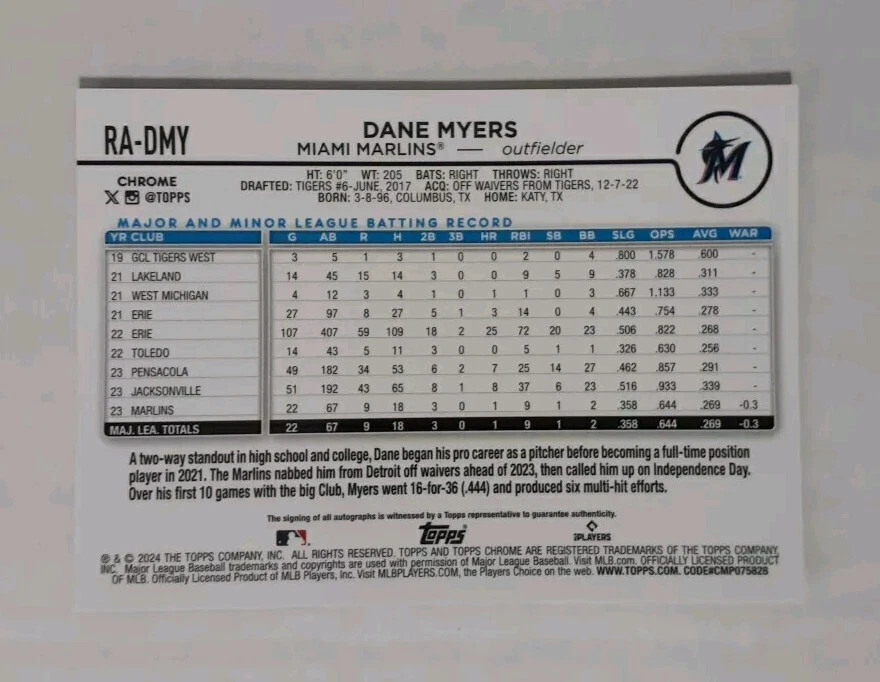 RA-DMY
DANE MYERS
MIAMI MARLINS® — outfielder
M
CHROME
X @TOPPS
HT: 6'0" WT: 205 BATS: RIGHT THROWS: RIGHT
DRAFTED: TIGERS #6-JUNE, 2017 ACQ: OFF WAIVERS FROM TIGERS, 12-7-22
BORN: 3-8-96, COLUMBUS, TX HOME: KATY, TX
MAJOR AND MINOR LEAGUE BATTING RECORD
YR CLUB G AB R H 2B 3B HR RBI SB BB SLG OPS AVG WAR
19 GCL TIGERS WEST 3 5 1 3 1 0 0 2 0 4 .800 1.578 .600 -
21 LAKELAND 14 45 15 14 3 0 0 9 5 9 .378 .828 .311 -
21 WEST MICHIGAN 4 12 3 4 1 0 1 1 0 3 .667 1.133 .333 -
21 ERIE 27 97 8 27 5 1 3 14 0 4 .443 .754 .278 -
22 ERIE 107 407 59 109 18 2 25 72 20 23 .506 .822 .268 -
22 TOLEDO 14 43 5 11 3 0 0 5 1 1 .326 .630 .256 -
23 PENSACOLA 49 182 34 53 6 2 7 25 14 27 .462 .857 .291 -
23 JACKSONVILLE 51 192 43 65 8 1 8 37 6 23 .516 .933 .339 -
23 MARLINS 22 67 9 18 3 0 1 9 1 2 .358 .644 .269 -0.3
MAJ. LEA. TOTALS 22 67 9 18 3 0 1 9 1 2 .358 .644 .269 -0.3
A two-way standout in high school and college, Dane began his pro career as a pitcher before becoming a full-time position
player in 2021. The Marlins nabbed him from Detroit off waivers ahead of 2023, then called him up on Independence Day.
Over his first 10 games with the big Club, Myers went 16-for-36 (.444) and produced six multi-hit efforts.
The signing of all autographs is witnessed by a Topps representative to guarantee authenticity.
Topps
PLAYERS
® & © 2024 THE TOPPS COMPANY, INC. ALL RIGHTS RESERVED. TOPPS AND TOPPS CHROME ARE REGISTERED TRADEMARKS OF THE TOPPS COMPANY,
INC. Major League Baseball trademarks and copyrights are used with permission of Major League Baseball. Visit MLB.com. OFFICIALLY LICENSED PRODUCT
OF MLB. Officially Licensed Product of MLB Players, Inc. Visit MLBPLAYERS.COM, the Players Choice on the web. WWW.TOPPS.COM. CODE#CMP075828